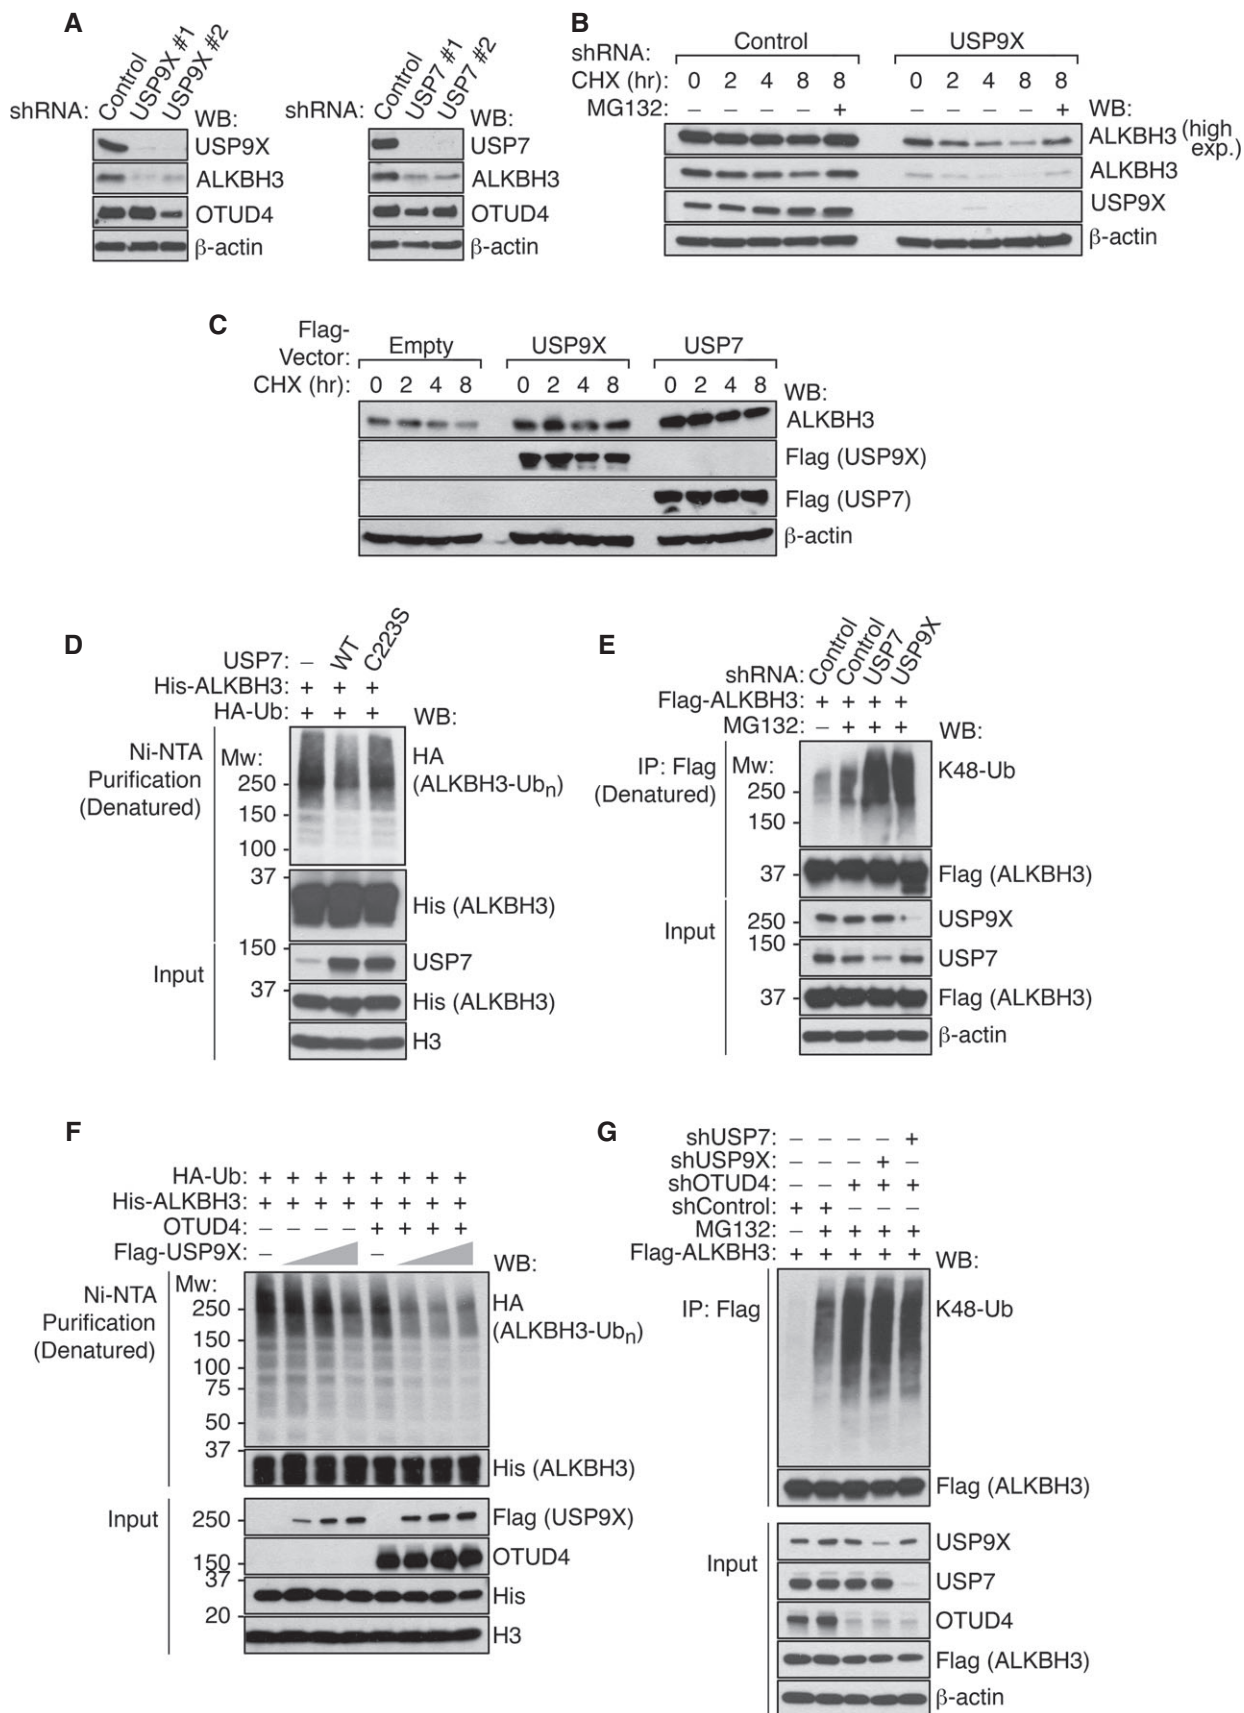 A
shRNA: Control USP9X #1 USP9X #2
WB:
USP9X
ALKBH3
OTUD4
β-actin
shRNA: Control USP7 #1 USP7 #2
WB:
USP7
ALKBH3
OTUD4
β-actin
B
shRNA: Control USP9X
CHX (hr): 0 2 4 8 8 0 2 4 8 8
MG132: – – – – + – – – – + WB:
ALKBH3 (high exp.)
ALKBH3
USP9X
β-actin
C
Flag-Vector: Empty USP9X USP7
CHX (hr): 0 2 4 8 0 2 4 8 0 2 4 8
WB:
ALKBH3
Flag (USP9X)
Flag (USP7)
β-actin
D
USP7: – WT C223S
His-ALKBH3: + + +
HA-Ub: + + + WB:
Ni-NTA Purification (Denatured)
Mw:
250
150
100
37
HA (ALKBH3-Ubn)
His (ALKBH3)
Input
150
37
USP7
His (ALKBH3)
H3
E
shRNA: Control Control USP7 USP9X
Flag-ALKBH3: + + + +
MG132: – + + + WB:
IP: Flag (Denatured)
Mw:
250
150
37
K48-Ub
Flag (ALKBH3)
Input
250
150
37
USP9X
USP7
Flag (ALKBH3)
β-actin
F
HA-Ub: + + + + + + + +
His-ALKBH3: + + + + + + + +
OTUD4: – – – – + + + +
Flag-USP9X: – –
WB:
Ni-NTA Purification (Denatured)
Mw:
250
150
100
75
50
37
HA (ALKBH3-Ubn)
His (ALKBH3)
Input
250
150
37
20
Flag (USP9X)
OTUD4
His
H3
G
shUSP7: – – – – +
shUSP9X: – – – + –
shOTUD4: – – + + +
shControl: + + – – –
MG132: – + + + +
Flag-ALKBH3: + + + + + WB:
IP: Flag
K48-Ub
Flag (ALKBH3)
Input
USP9X
USP7
OTUD4
Flag (ALKBH3)
β-actin